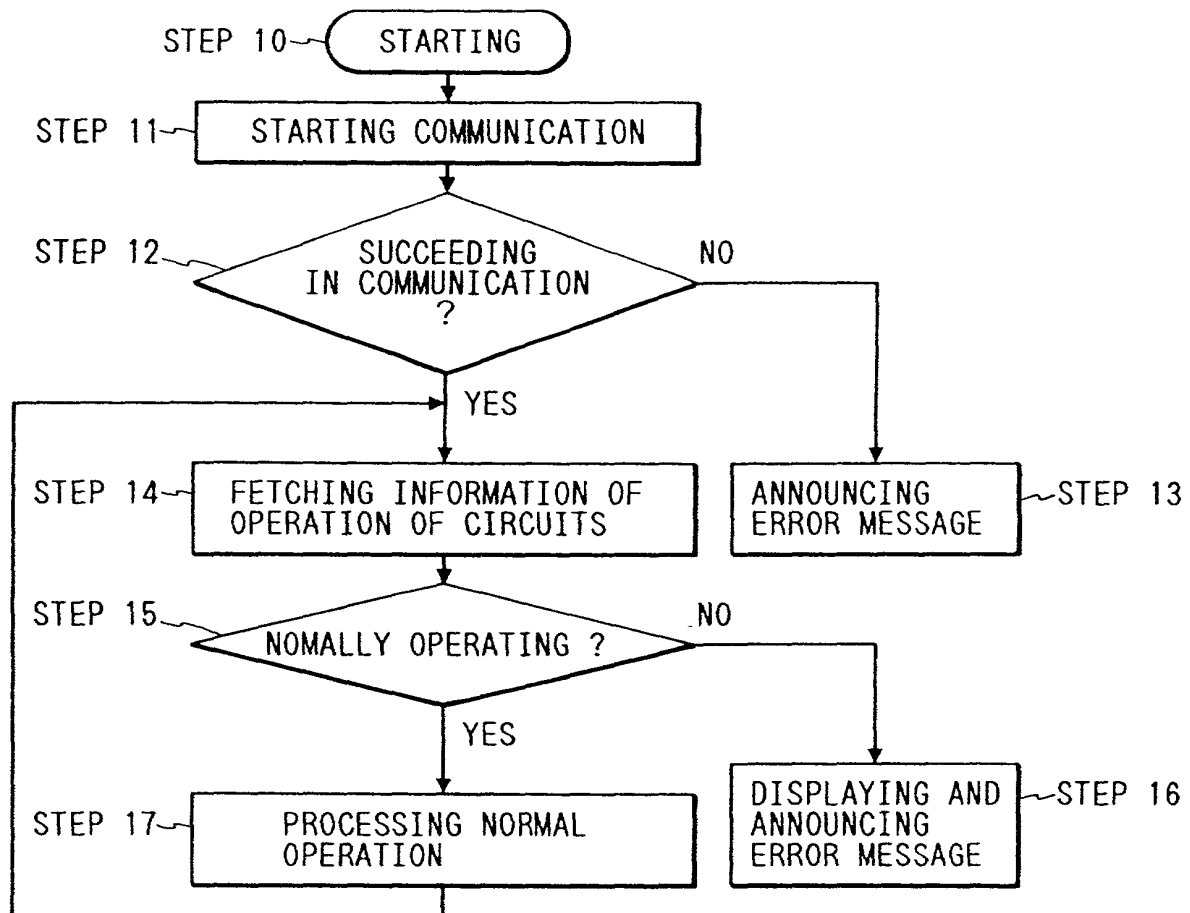 STEP 10
STARTING
STEP 11
STARTING COMMUNICATION
STEP 12
SUCCEEDING
IN COMMUNICATION
?
NO
YES
STEP 14
FETCHING INFORMATION OF
OPERATION OF CIRCUITS
ANNOUNCING
ERROR MESSAGE
STEP 13
STEP 15
NOMALLY OPERATING ?
NO
YES
STEP 17
PROCESSING NORMAL
OPERATION
DISPLAYING AND
ANNOUNCING
ERROR MESSAGE
STEP 16